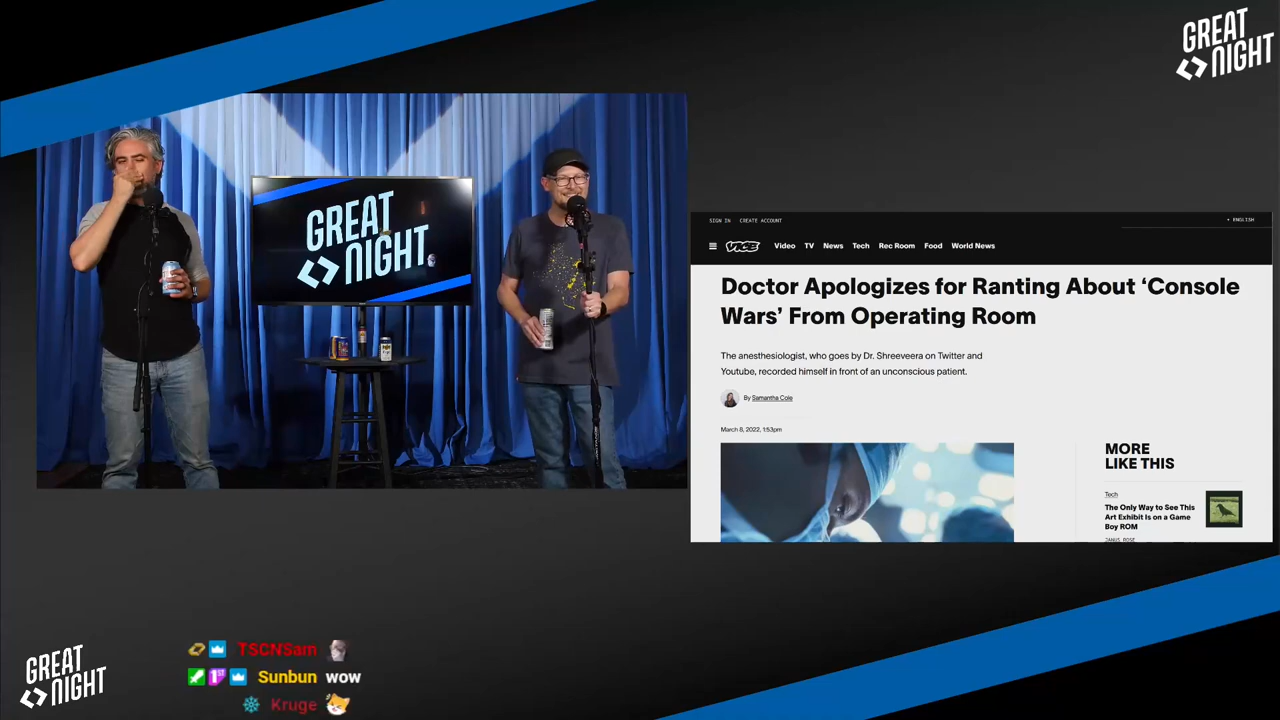 GREAT
NIGHT
GREAT
NIGHT
SIGN IN CREATE ACCOUNT
ENGLISH
VICE Video TV News Tech Rec Room Food World News
Doctor Apologizes for Ranting About ‘Console
Wars’ From Operating Room
The anesthesiologist, who goes by Dr. Shreeveera on Twitter and
Youtube, recorded himself in front of an unconscious patient.
By Samantha Cole
March 8, 2022, 1:53pm
MORE
LIKE THIS
Tech
The Only Way to See This
Art Exhibit Is on a Game
Boy ROM
JANUS ROSE
GREAT
NIGHT
TSCNSam
1ST Sunbun wow
Kruge